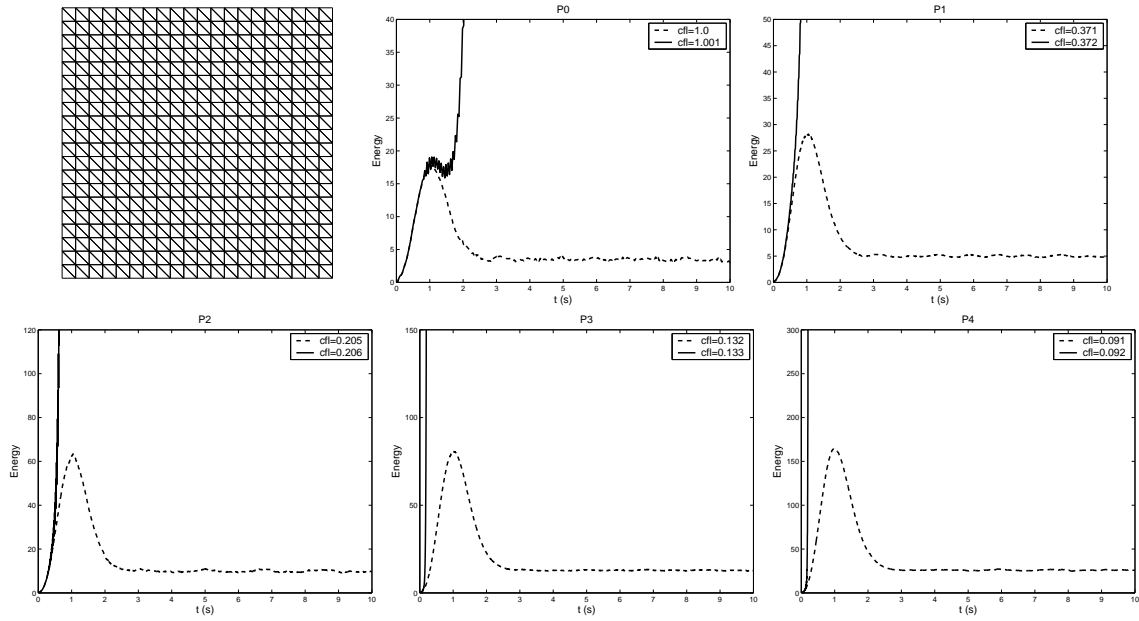 P0
40
35
30
25
20
15
10
5
0
Energy
0 1 2 3 4 5 6 7 8 9 10
t (s)
cfl=1.0
cfl=1.001
P1
50
45
40
35
30
25
20
15
10
5
0
Energy
0 1 2 3 4 5 6 7 8 9 10
t (s)
cfl=0.371
cfl=0.372
P2
120
100
80
60
40
20
0
Energy
0 1 2 3 4 5 6 7 8 9 10
t (s)
cfl=0.205
cfl=0.206
P3
150
100
50
0
Energy
0 1 2 3 4 5 6 7 8 9 10
t (s)
cfl=0.132
cfl=0.133
P4
300
250
200
150
100
50
0
Energy
0 1 2 3 4 5 6 7 8 9 10
t (s)
cfl=0.091
cfl=0.092